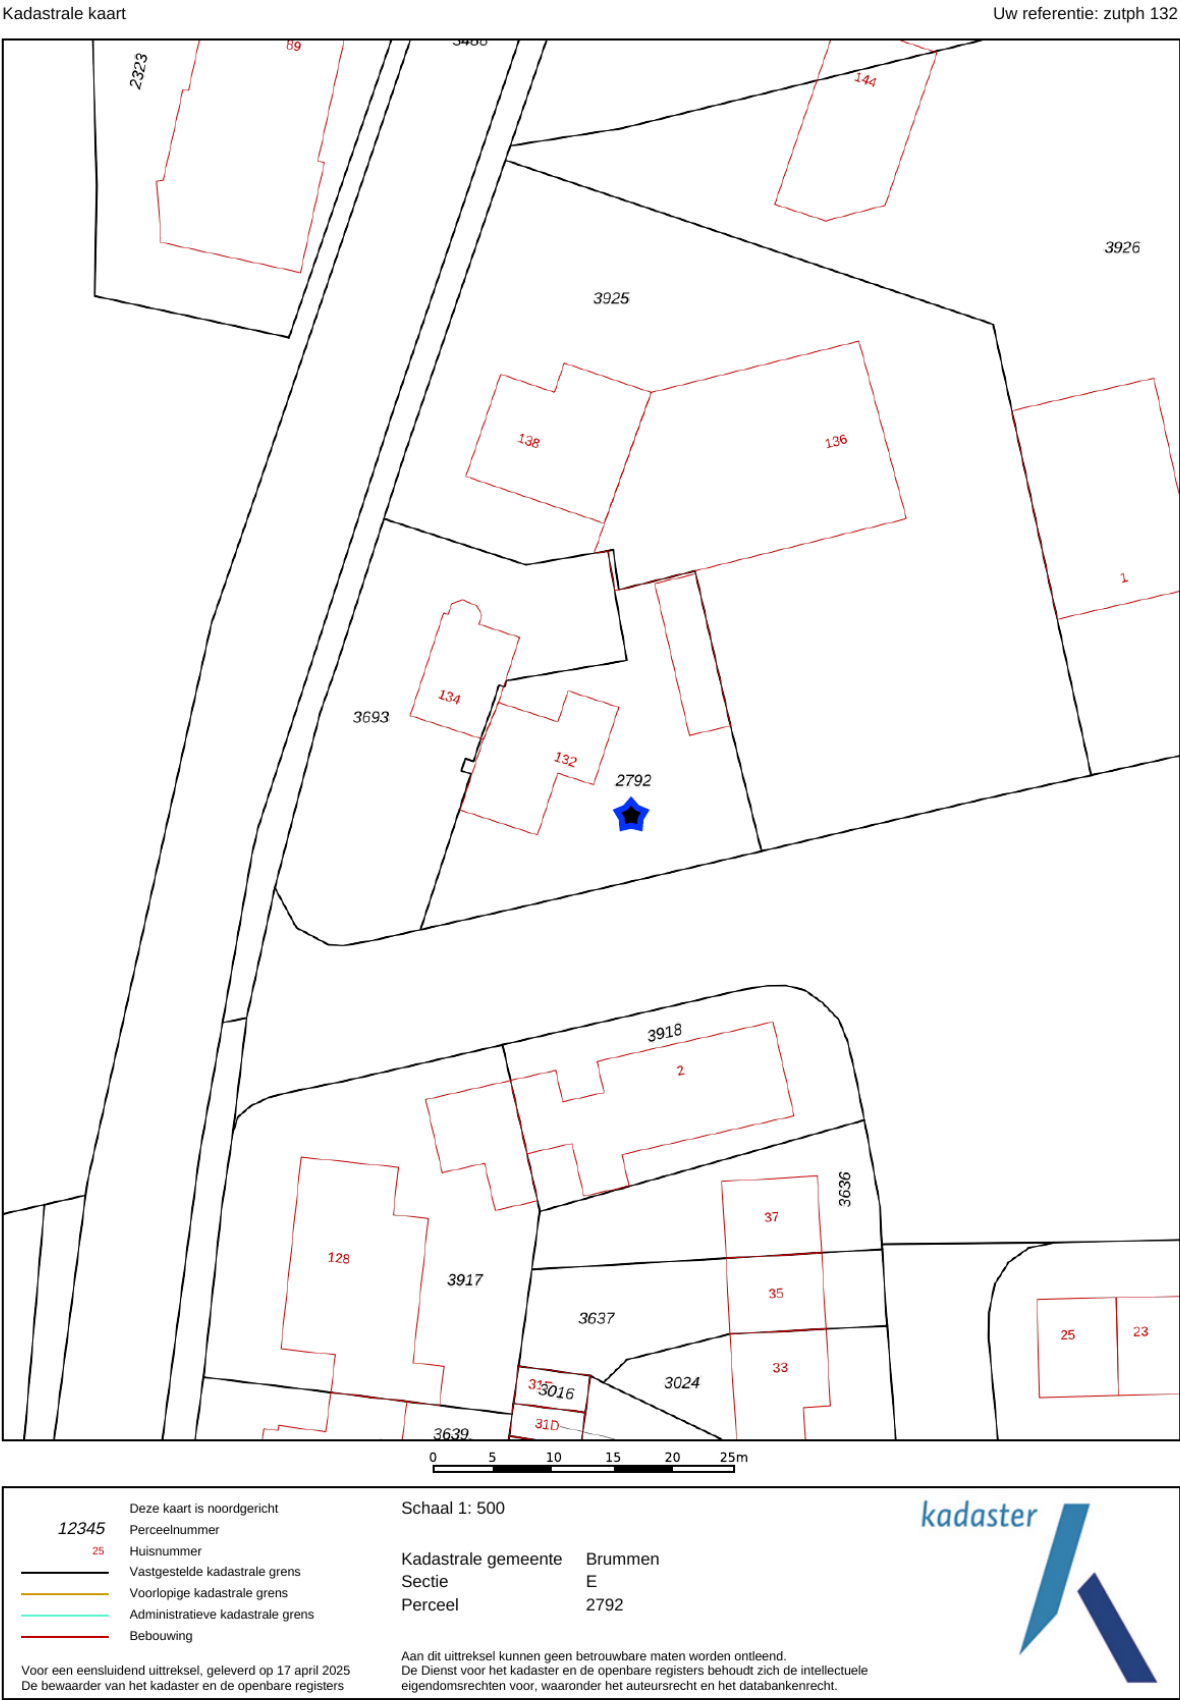 Kadastrale kaart
Uw referentie: zutph 132
89
2323
144
3926
3925
138
136
1
134
3693
132
2792
3918
2
3636
37
128
3917
35
3637
25
23
33
3024
3016
31D
3639
0 5 10 15 20 25m
Deze kaart is noordgericht
12345 Perceelnummer
25 Huisnummer
Vastgestelde kadastrale grens
Voorlopige kadastrale grens
Administratieve kadastrale grens
Bebouwing
Voor een eensluidend uittreksel, geleverd op 17 april 2025
De bewaarder van het kadaster en de openbare registers
Schaal 1: 500
Kadastrale gemeente Brummen
Sectie E
Perceel 2792
Aan dit uittreksel kunnen geen betrouwbare maten worden ontleend.
De Dienst voor het kadaster en de openbare registers behoudt zich de intellectuele
eigendomsrechten voor, waaronder het auteursrecht en het databankenrecht.
kadaster